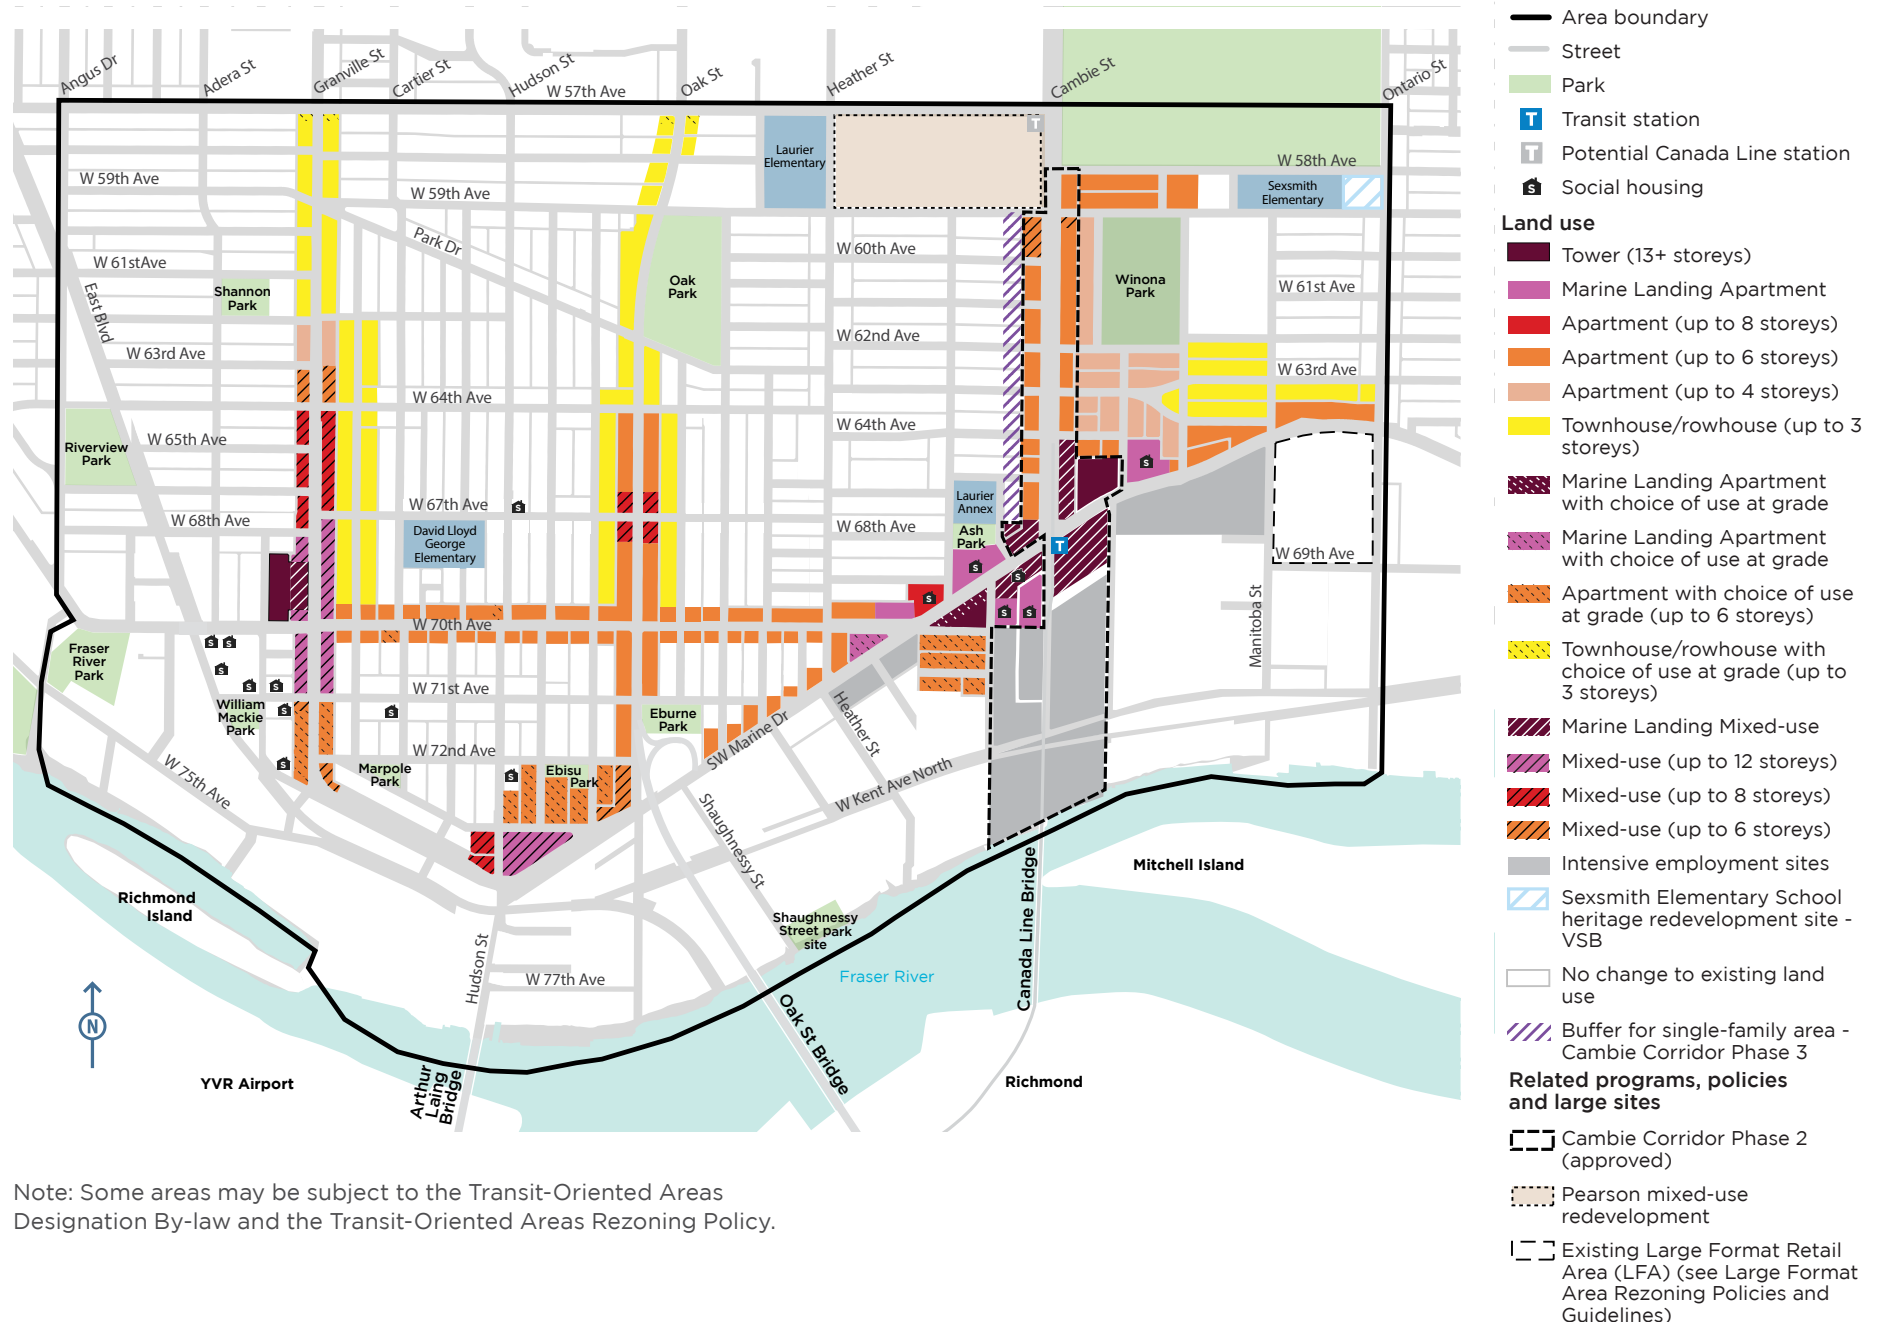 Angus Dr
Adera St
Granville St
Cartier St
Hudson St
W 57th Ave
Oak St
Heather St
Cambie St
Ontario St
Laurier
Elementary
T
W 58th Ave
Sexsmith
Elementary
W 59th Ave
W 59th Ave
Park Dr
W 60th Ave
W 61stAve
Shannon
Park
Oak
Park
Winona
Park
W 61st Ave
East Blvd
W 62nd Ave
W 63rd Ave
W 63rd Ave
W 64th Ave
W 64th Ave
Riverview
Park
W 65th Ave
S
W 67th Ave
S
Laurier
Annex
W 68th Ave
David Lloyd
George
Elementary
W 68th Ave
Ash
Park
T
W 69th Ave
S
S
S
S
S
Manitoba St
W 70th Ave
Fraser
River
Park
S
S
S
S
S
W 71st Ave
S
S
William
Mackie
Park
Eburne
Park
Heather St
SW Marine Dr
W 72nd Ave
S
Marpole
Park
S
Ebisu
Park
W 75th Ave
W Kent Ave North
Shaughnessy St
Mitchell Island
Richmond
Island
Shaughnessy
Street park
site
Canada Line Bridge
Hudson St
W 77th Ave
Fraser River
N
Oak St Bridge
YVR Airport
Arthur
Laing
Bridge
Richmond
Note: Some areas may be subject to the Transit-Oriented Areas
Designation By-law and the Transit-Oriented Areas Rezoning Policy.
Area boundary
Street
Park
T Transit station
T Potential Canada Line station
S Social housing
Land use
Tower (13+ storeys)
Marine Landing Apartment
Apartment (up to 8 storeys)
Apartment (up to 6 storeys)
Apartment (up to 4 storeys)
Townhouse/rowhouse (up to 3
storeys)
Marine Landing Apartment
with choice of use at grade
Marine Landing Apartment
with choice of use at grade
Apartment with choice of use
at grade (up to 6 storeys)
Townhouse/rowhouse with
choice of use at grade (up to
3 storeys)
Marine Landing Mixed-use
Mixed-use (up to 12 storeys)
Mixed-use (up to 8 storeys)
Mixed-use (up to 6 storeys)
Intensive employment sites
Sexsmith Elementary School
heritage redevelopment site -
VSB
No change to existing land
use
Buffer for single-family area -
Cambie Corridor Phase 3
Related programs, policies
and large sites
Cambie Corridor Phase 2
(approved)
Pearson mixed-use
redevelopment
Existing Large Format Retail
Area (LFA) (see Large Format
Area Rezoning Policies and
Guidelines)